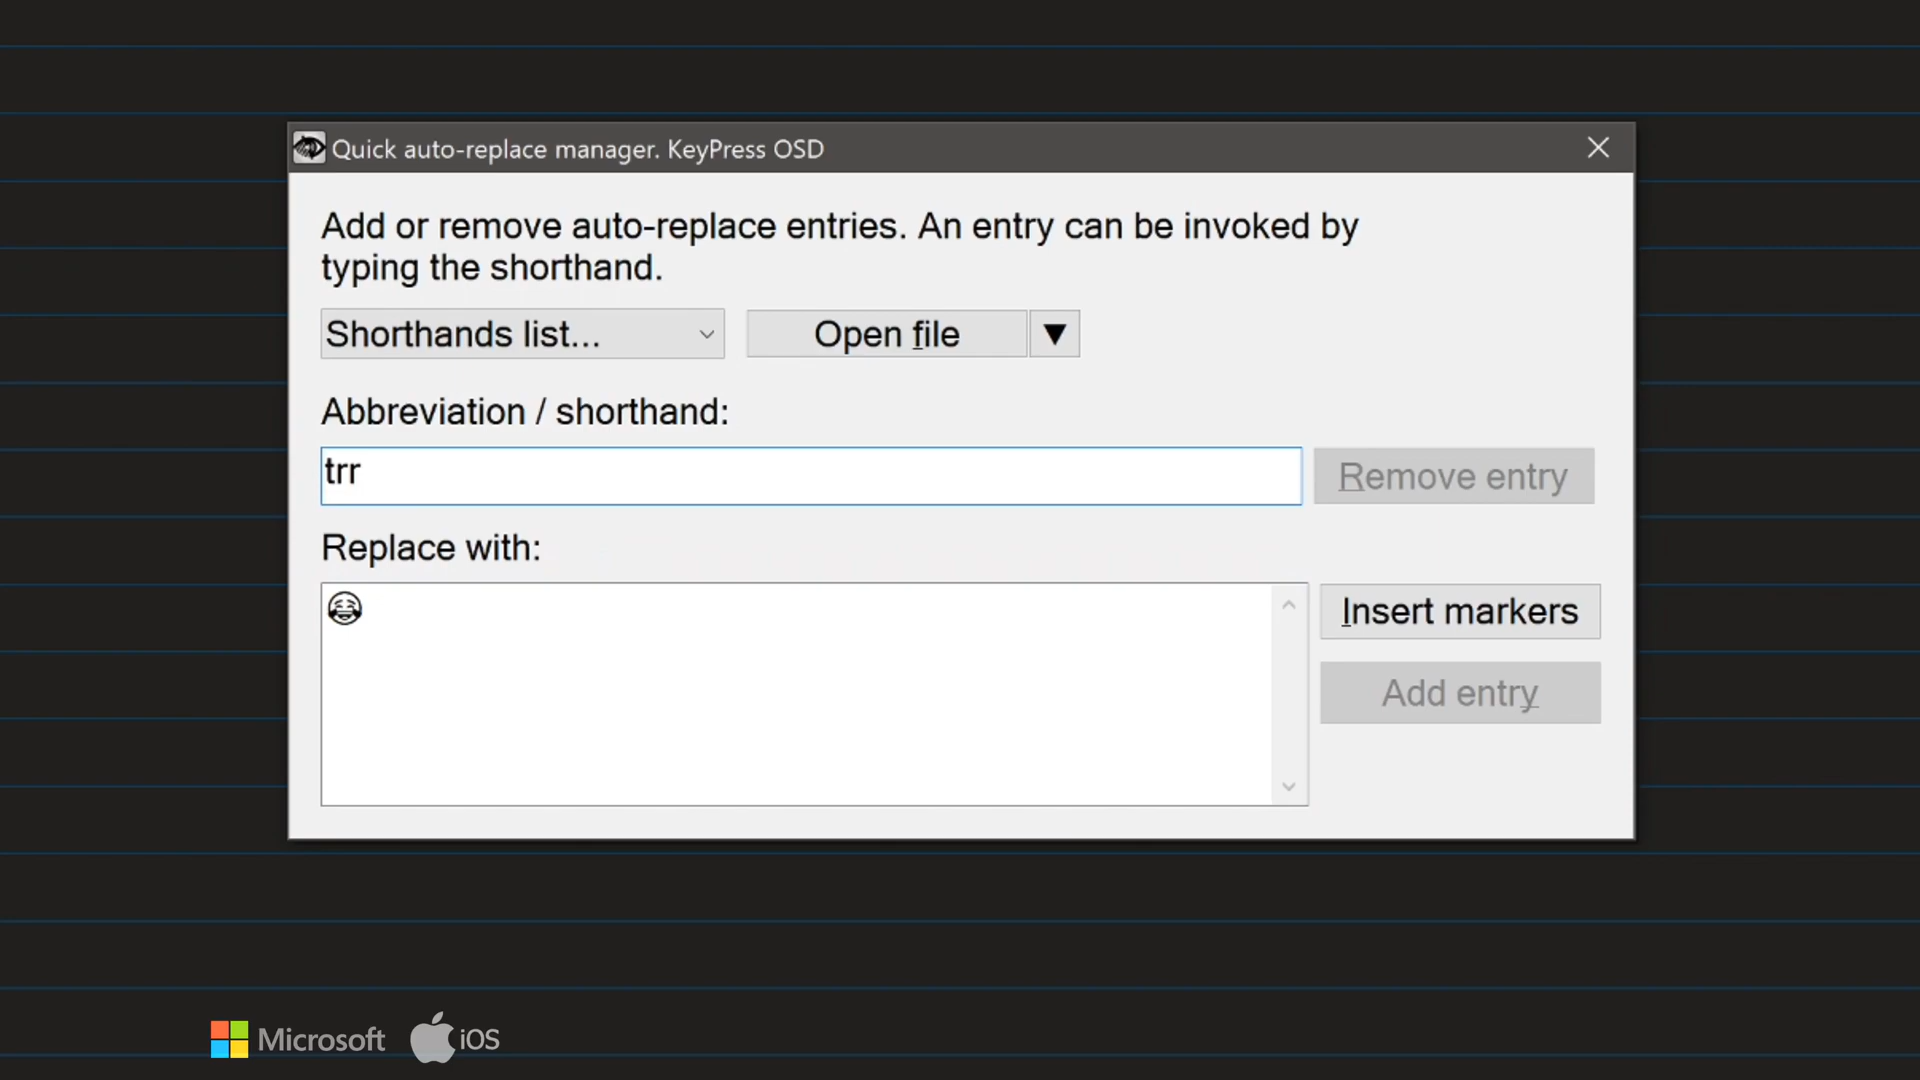 Quick auto-replace manager. KeyPress OSD
Add or remove auto-replace entries. An entry can be invoked by
typing the shorthand.
Shorthands list... Open file
Abbreviation / shorthand:
trr Remove entry
Replace with:
😂 Insert markers
Add entry
Microsoft iOS